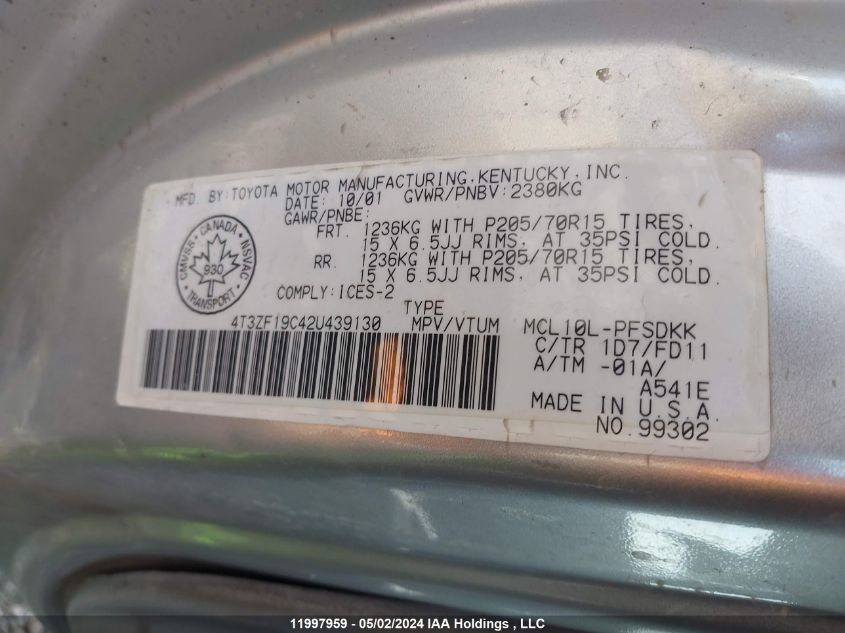 MFD. BY:TOYOTA MOTOR MANUFACTURING, KENTUCKY, INC.
DATE: 10/01 GVWR/PNBV:2380KG
GAWR/PNBE:
FRT. 1236KG WITH P205/70R15 TIRES,
15 X 6.5JJ RIMS, AT 35PSI COLD.
RR. 1236KG WITH P205/70R15 TIRES,
15 X 6.5JJ RIMS, AT 35PSI COLD.
CMVSS · CANADA · NSVAC
930
TRANSPORT
COMPLY:ICES-2
TYPE
4T3ZF19C42U439130 MPV/VTUM MCL10L-PFSDKK
C/TR 1D7/FD11
A/TM -01A/
A541E
MADE IN U.S.A.
NO.99302
11997959 - 05/02/2024 IAA Holdings , LLC